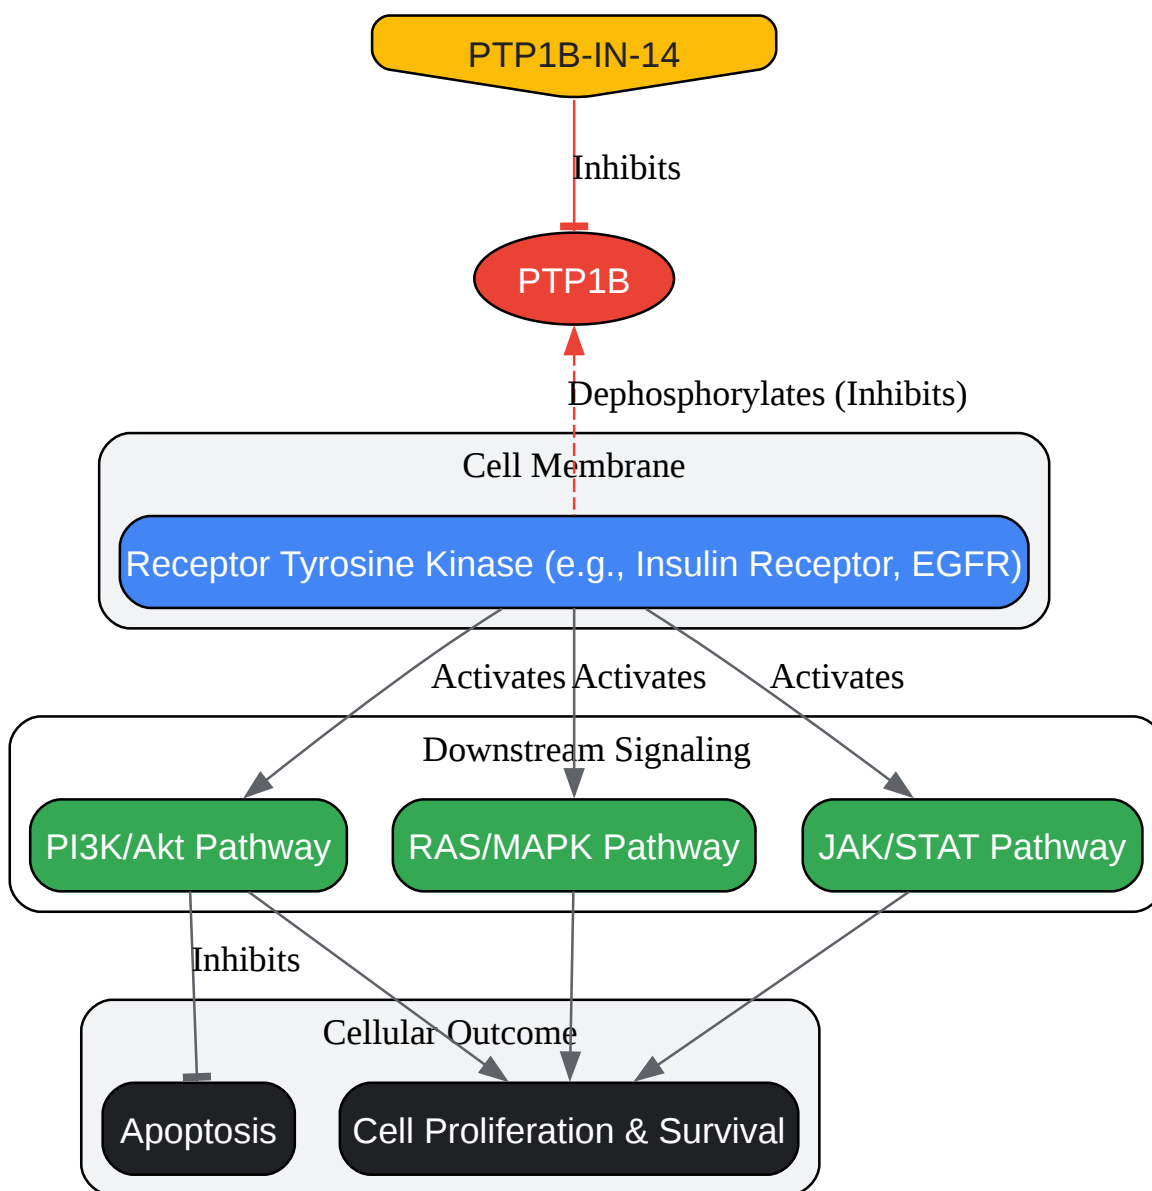 PTP1B-IN-14
Inhibits
PTP1B
Dephosphorylates (Inhibits)
Cell Membrane
Receptor Tyrosine Kinase (e.g., Insulin Receptor, EGFR)
Activates
Activates
Activates
Downstream Signaling
PI3K/Akt Pathway
RAS/MAPK Pathway
JAK/STAT Pathway
Inhibits
Cellular Outcome
Apoptosis
Cell Proliferation & Survival